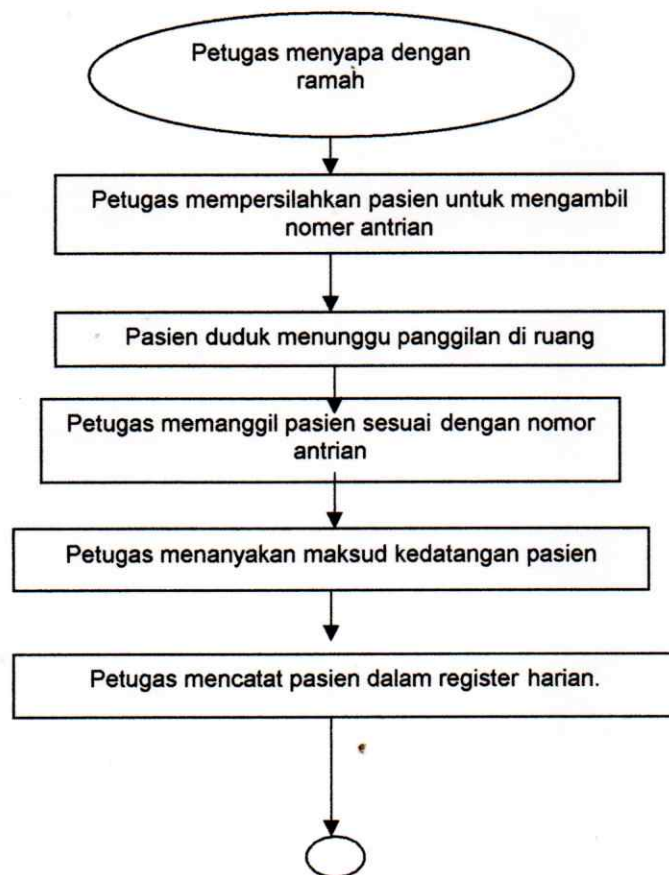 Petugas menyapa dengan
ramah
Petugas mempersilahkan pasien untuk mengambil
nomer antrian
Pasien duduk menunggu panggilan di ruang
Petugas memanggil pasien sesuai dengan nomor
antrian
Petugas menanyakan maksud kedatangan pasien
Petugas mencatat pasien dalam register harian.